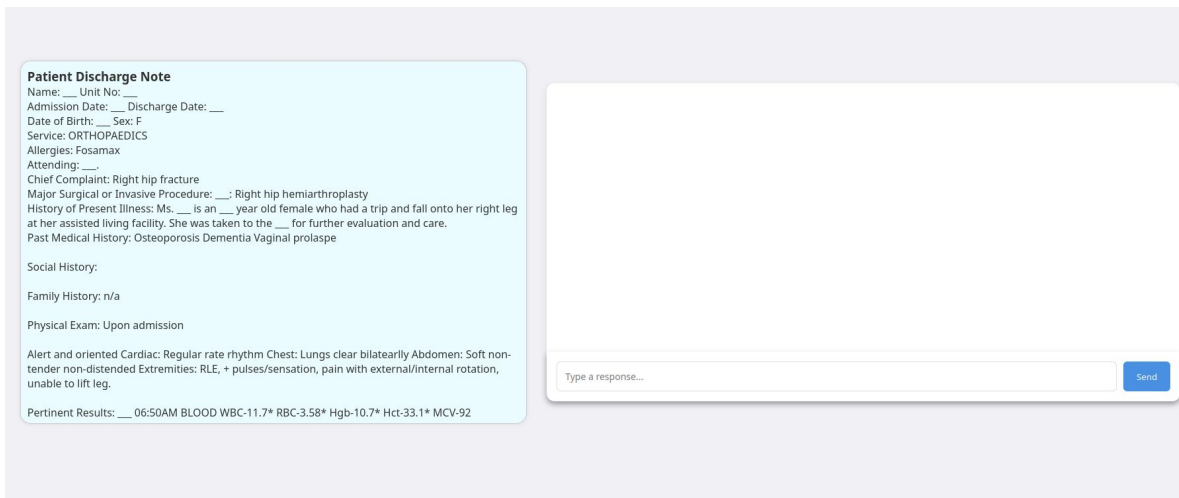 Patient Discharge Note
Name: ___ Unit No: ___
Admission Date: ___ Discharge Date: ___
Date of Birth: ___ Sex: F
Service: ORTHOPAEDICS
Allergies: Fosamax
Attending: ___.
Chief Complaint: Right hip fracture
Major Surgical or Invasive Procedure: ___: Right hip hemiarthroplasty
History of Present Illness: Ms. ___ is an ___ year old female who had a trip and fall onto her right leg
at her assisted living facility. She was taken to the ___ for further evaluation and care.
Past Medical History: Osteoporosis Dementia Vaginal prolaspe
Social History:
Family History: n/a
Physical Exam: Upon admission
Alert and oriented Cardiac: Regular rate rhythm Chest: Lungs clear bilatearlly Abdomen: Soft non-
tender non-distended Extremities: RLE, + pulses/sensation, pain with external/internal rotation,
unable to lift leg.
Pertinent Results: ___ 06:50AM BLOOD WBC-11.7* RBC-3.58* Hgb-10.7* Hct-33.1* MCV-92
Type a response...
Send